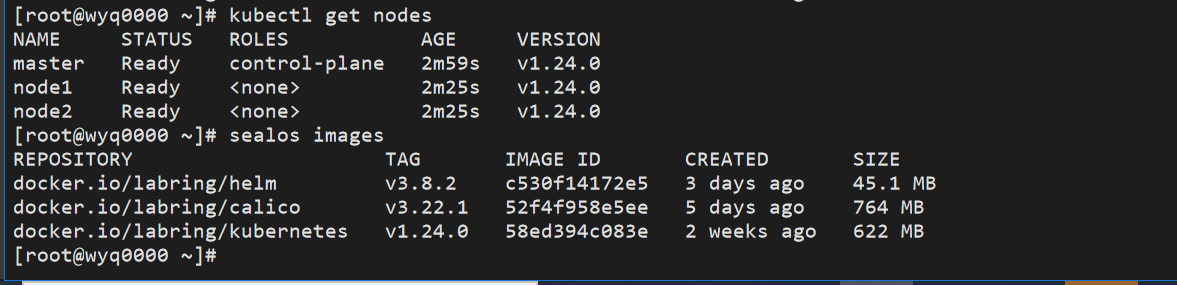 [root@wyq0000 ~]# kubectl get nodes
NAME     STATUS   ROLES           AGE     VERSION
master   Ready    control-plane   2m59s   v1.24.0
node1    Ready    <none>          2m25s   v1.24.0
node2    Ready    <none>          2m25s   v1.24.0
[root@wyq0000 ~]# sealos images
REPOSITORY                     TAG       IMAGE ID       CREATED       SIZE
docker.io/labring/helm         v3.8.2    c530f14172e5   3 days ago    45.1 MB
docker.io/labring/calico       v3.22.1   52f4f958e5ee   5 days ago    764 MB
docker.io/labring/kubernetes   v1.24.0   58ed394c083e   2 weeks ago   622 MB
[root@wyq0000 ~]#